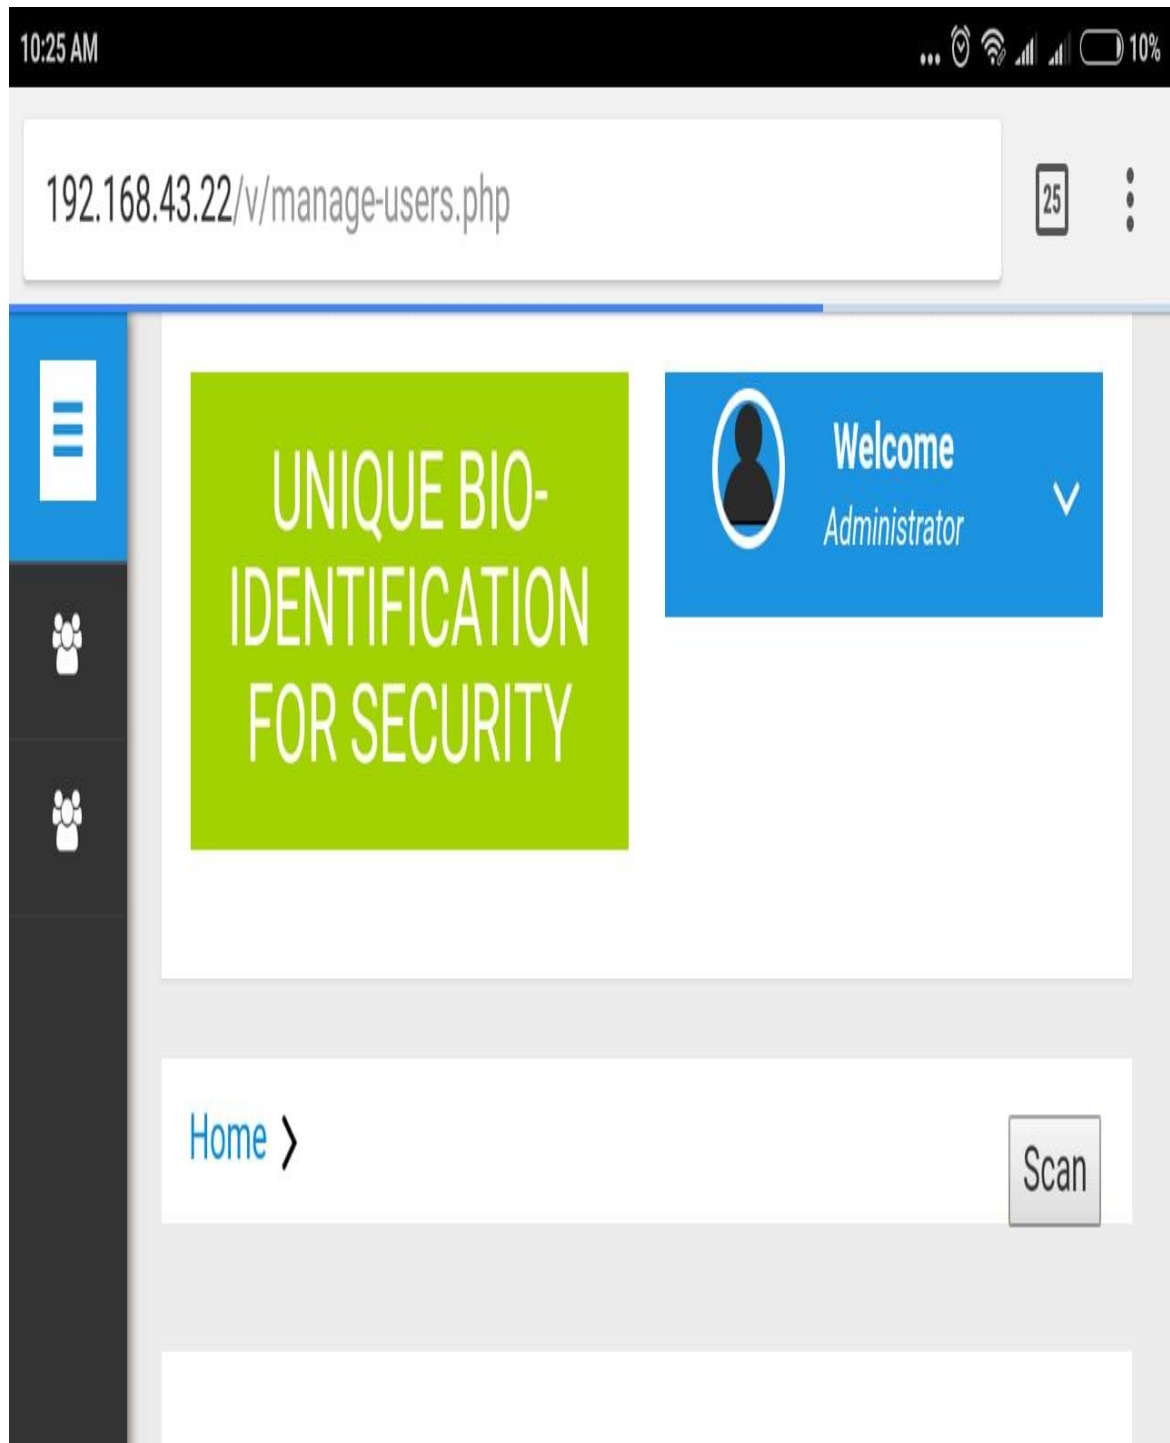 10:25 AM
10%
192.168.43.22/v/manage-users.php
25
UNIQUE BIO-
IDENTIFICATION
FOR SECURITY
Welcome
Administrator
Home
Scan